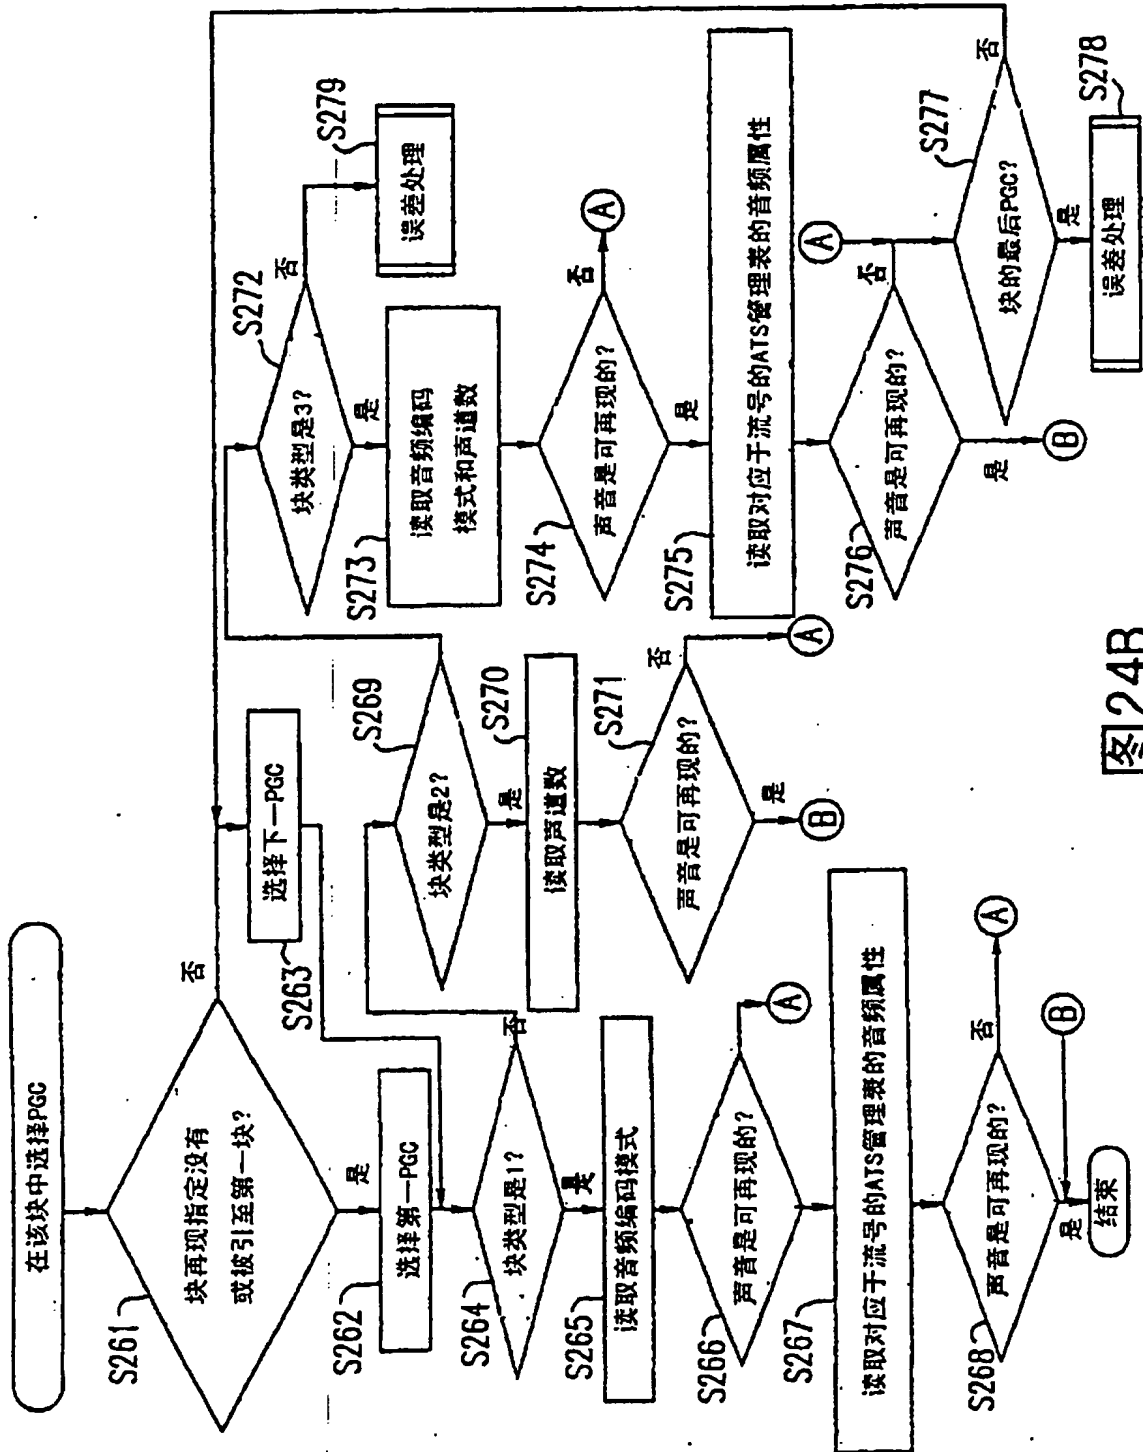 在该块中选择PGC
S261
块再现指定没有
或被引至第一块?
否
是
S262
选择第一PGC
S263
选择下一PGC
S264
块类型是1?
否
是
S265
读取音频编码模式
S266
声音是可再现的?
A
S267
读取对应于流号的ATS管理表的音频属性
S268
声音是可再现的?
否
A
是
B
结束
S269
块类型是2?
是
S270
读取声道数
S271
声音是可再现的?
否
A
是
B
S272
块类型是3?
否
是
S279
误差处理
S273
读取音频编码
模式和声道数
S274
声音是可再现的?
否
A
是
S275
读取对应于流号的ATS管理表的音频属性
S276
声音是可再现的?
否
A
是
B
S277
块的最后PGC?
否
是
S278
误差处理
图24B